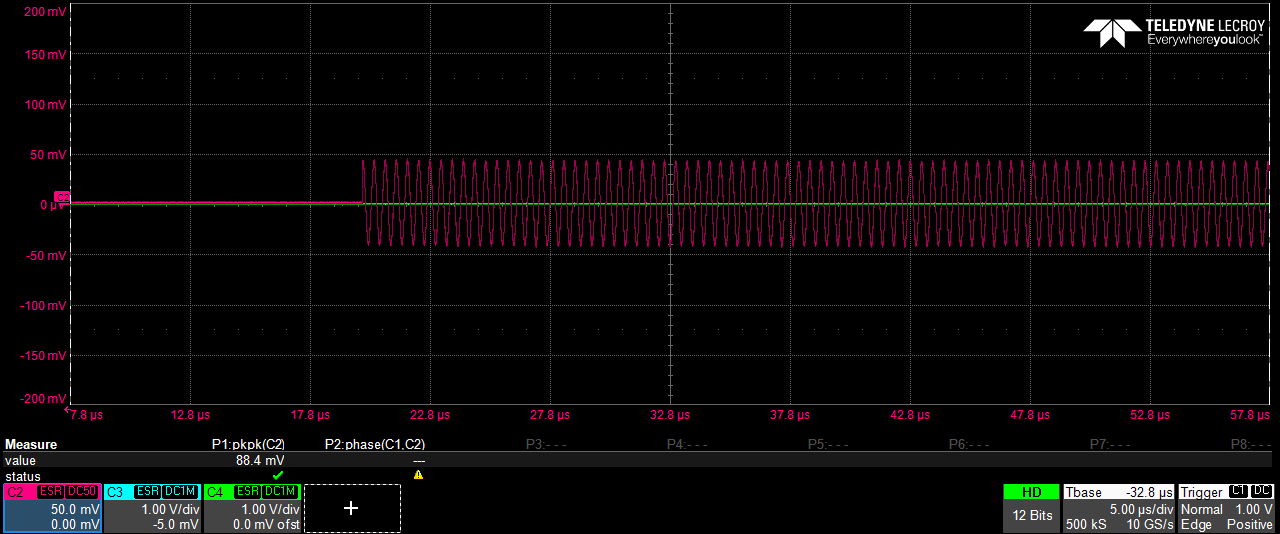 200 mV
TELEDYNE LECROY
Everywhereyoulook™
150 mV
100 mV
50 mV
C2
0 µV
-50 mV
-100 mV
-150 mV
-200 mV
7.8 µs 12.8 µs 17.8 µs 22.8 µs 27.8 µs 32.8 µs 37.8 µs 42.8 µs 47.8 µs 52.8 µs 57.8 µs
Measure P1:pkpk(C2) P2:phase(C1,C2) P3:- - - P4:- - - P5:- - - P6:- - - P7:- - - P8:- - -
value 88.4 mV ---
status
C2 ESR DC50 C3 ESR DC1M C4 ESR DC1M HD Tbase -32.8 µs Trigger C1 DC
50.0 mV 1.00 V/div 1.00 V/div + 12 Bits 5.00 µs/div Normal 1.00 V
0.00 mV -5.0 mV 0.0 mV ofst 500 kS 10 GS/s Edge Positive